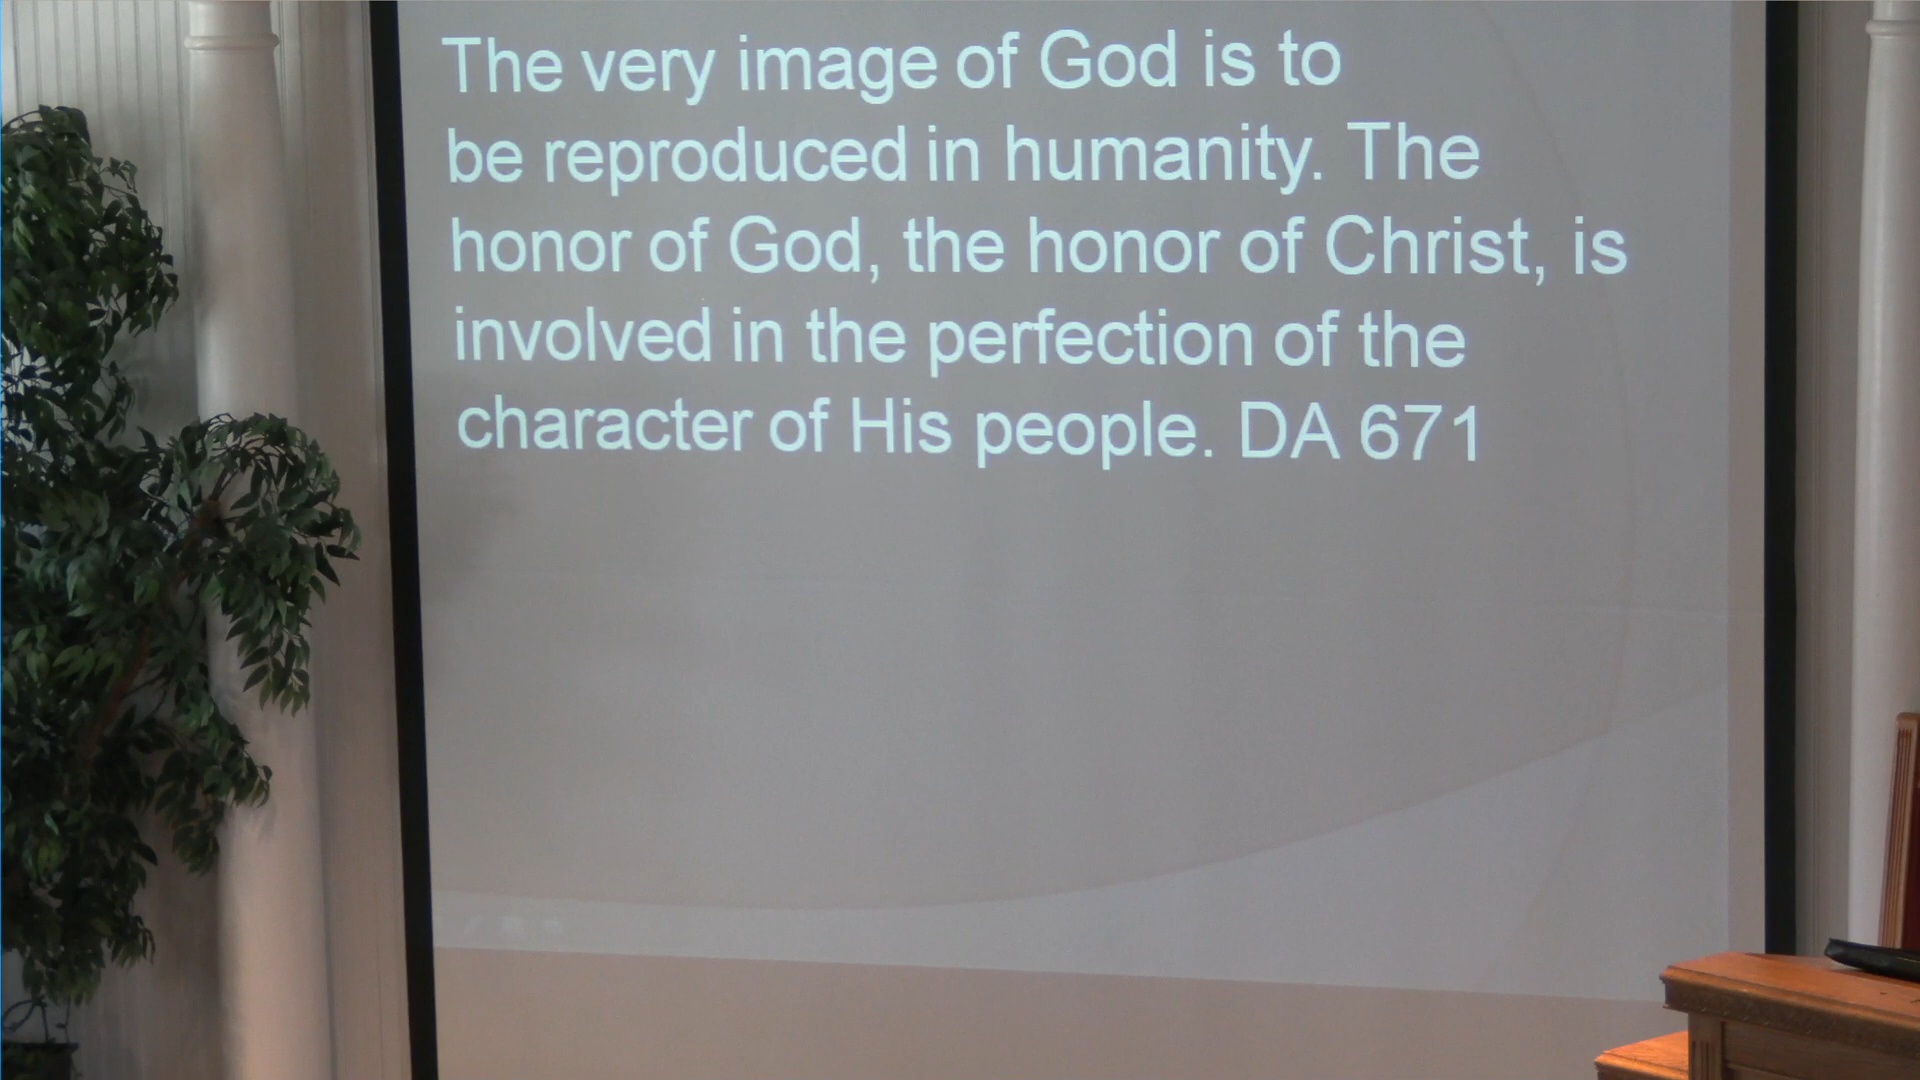 The very image of God is to
be reproduced in humanity. The
honor of God, the honor of Christ, is
involved in the perfection of the
character of His people. DA 671